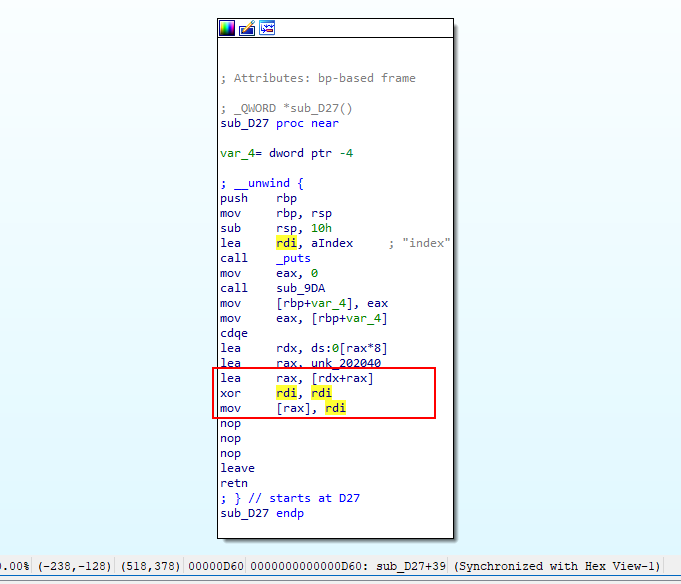 ; Attributes: bp-based frame
; _QWORD *sub_D27()
sub_D27 proc near
var_4= dword ptr -4
; __unwind {
push rbp
mov rbp, rsp
sub rsp, 10h
lea rdi, aIndex ; "index"
call _puts
mov eax, 0
call sub_9DA
mov [rbp+var_4], eax
mov eax, [rbp+var_4]
cdqe
lea rdx, ds:0[rax*8]
lea rax, unk_202040
lea rax, [rdx+rax]
xor rdi, rdi
mov [rax], rdi
nop
nop
nop
leave
retn
; } // starts at D27
sub_D27 endp
.00% (-238,-128) (518,378) 00000D60 0000000000000D60: sub_D27+39 (Synchronized with Hex View-1)